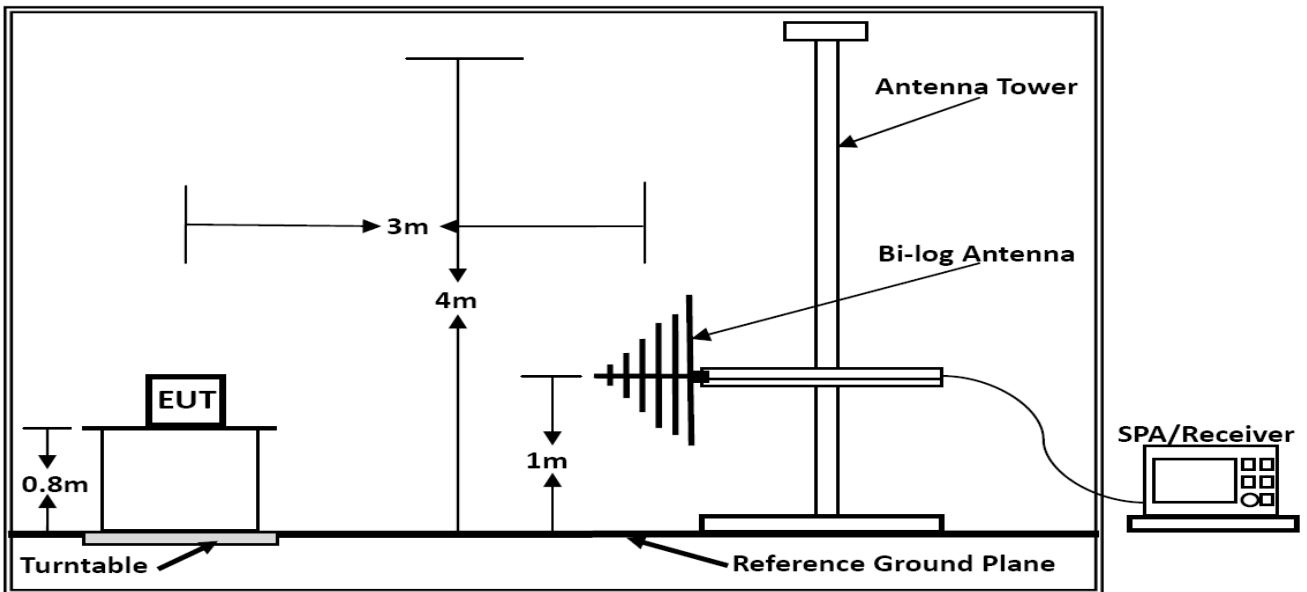 Antenna Tower
3m
Bi-log Antenna
4m
EUT
SPA/Receiver
1m
0.8m
Turntable
Reference Ground Plane